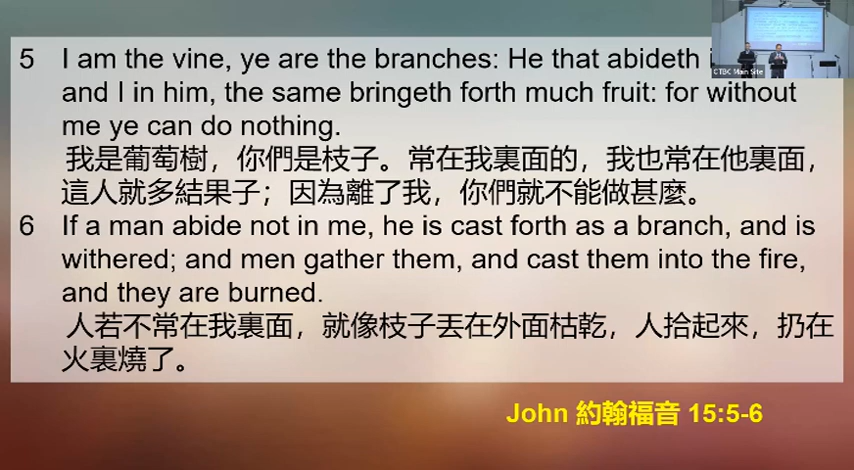 5 I am the vine, ye are the branches: He that abideth
and I in him, the same bringeth forth much fruit: for without
me ye can do nothing.
我是葡萄樹，你們是枝子。常在我裏面的，我也常在他裏面，
這人就多結果子；因為離了我，你們就不能做甚麼。
6 If a man abide not in me, he is cast forth as a branch, and is
withered; and men gather them, and cast them into the fire,
and they are burned.
人若不常在我裏面，就像枝子丟在外面枯乾，人拾起來，扔在
火裏燒了。
John 約翰福音 15:5-6
CTBC Main Site